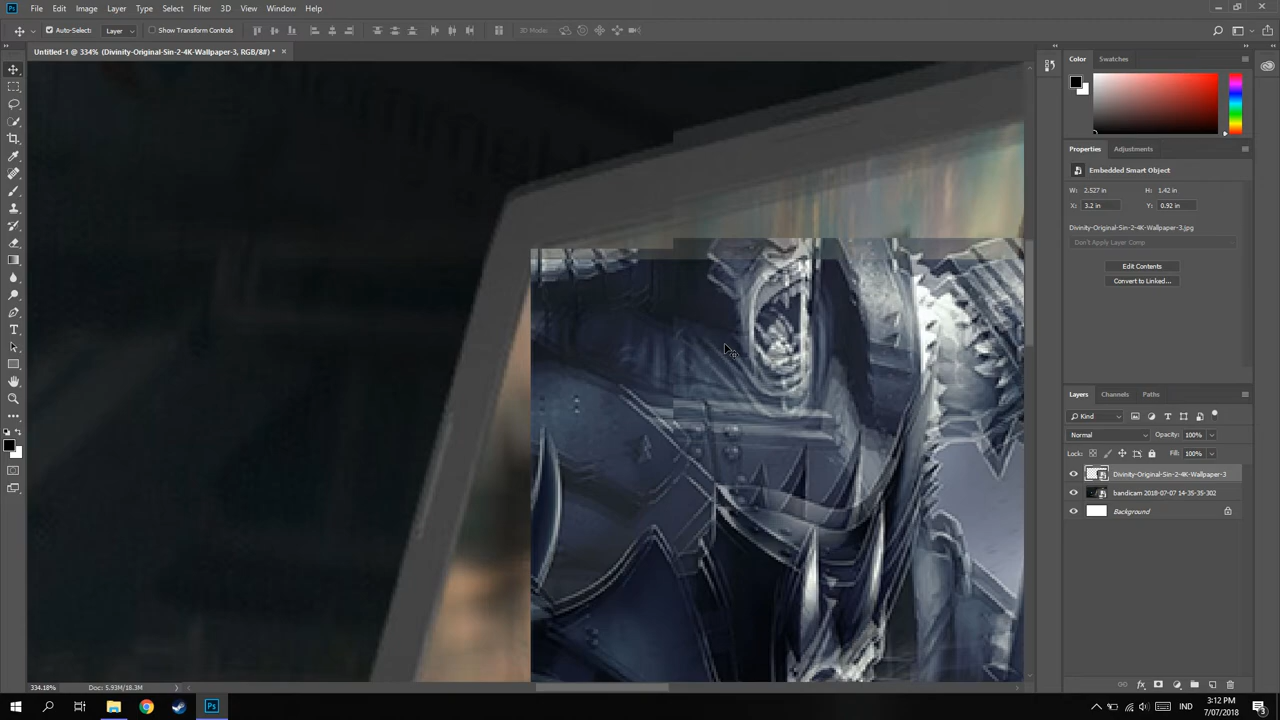 Ps File Edit Image Layer Type Select Filter 3D View Window Help
Auto-Select: Layer Show Transform Controls 3D Mode:
Untitled-1 @ 334% (Divinity-Original-Sin-2-4K-Wallpaper-3, RGB/8#) * ×
Color Swatches
Properties Adjustments
Embedded Smart Object
W: 2.527 in H: 1.42 in
X: 3.2 in Y: 0.92 in
Divinity-Original-Sin-2-4K-Wallpaper-3.jpg
Don't Apply Layer Comp
Edit Contents
Convert to Linked...
Layers Channels Paths
Kind
Normal Opacity: 100%
Lock: Fill: 100%
Divinity-Original-Sin-2-4K-Wallpaper-3
bandicam 2018-07-07 14-35-35-302
Background
334.18% Doc: 5.93M/18.3M
Ps IND 3:12 PM
7/07/2018